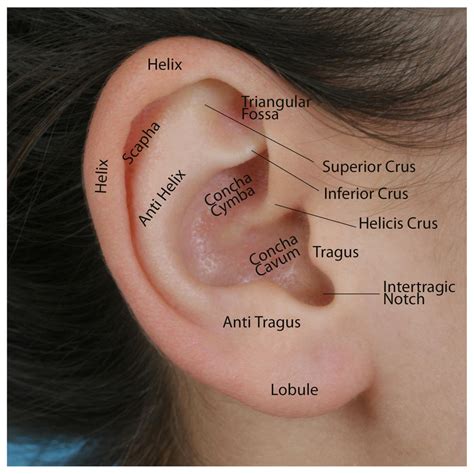 Helix
Triangular
Fossa
Scapha
Helix
Superior Crus
Inferior Crus
Anti Helix
Concha
Cymba
Helicis Crus
Concha
Cavum
Tragus
Intertragic
Notch
Anti Tragus
Lobule